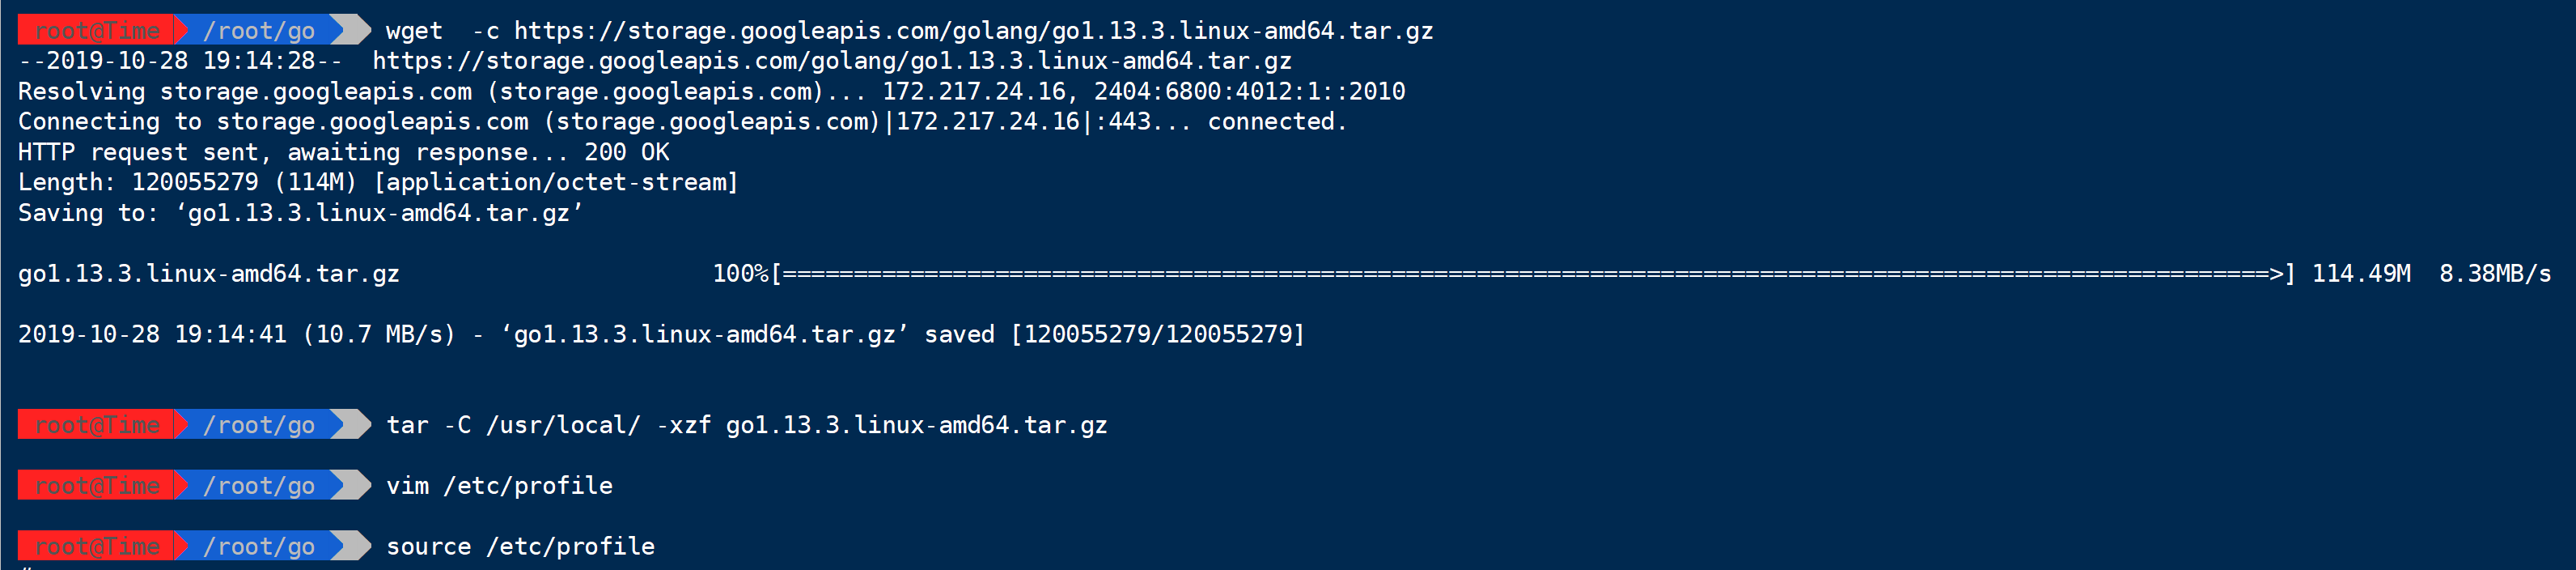 root@Time /root/go wget  -c https://storage.googleapis.com/golang/go1.13.3.linux-amd64.tar.gz
--2019-10-28 19:14:28--  https://storage.googleapis.com/golang/go1.13.3.linux-amd64.tar.gz
Resolving storage.googleapis.com (storage.googleapis.com)... 172.217.24.16, 2404:6800:4012:1::2010
Connecting to storage.googleapis.com (storage.googleapis.com)|172.217.24.16|:443... connected.
HTTP request sent, awaiting response... 200 OK
Length: 120055279 (114M) [application/octet-stream]
Saving to: ‘go1.13.3.linux-amd64.tar.gz’
go1.13.3.linux-amd64.tar.gz 100%[=========================================================================================================>] 114.49M  8.38MB/s
2019-10-28 19:14:41 (10.7 MB/s) - ‘go1.13.3.linux-amd64.tar.gz’ saved [120055279/120055279]
root@Time /root/go tar -C /usr/local/ -xzf go1.13.3.linux-amd64.tar.gz
root@Time /root/go vim /etc/profile
root@Time /root/go source /etc/profile